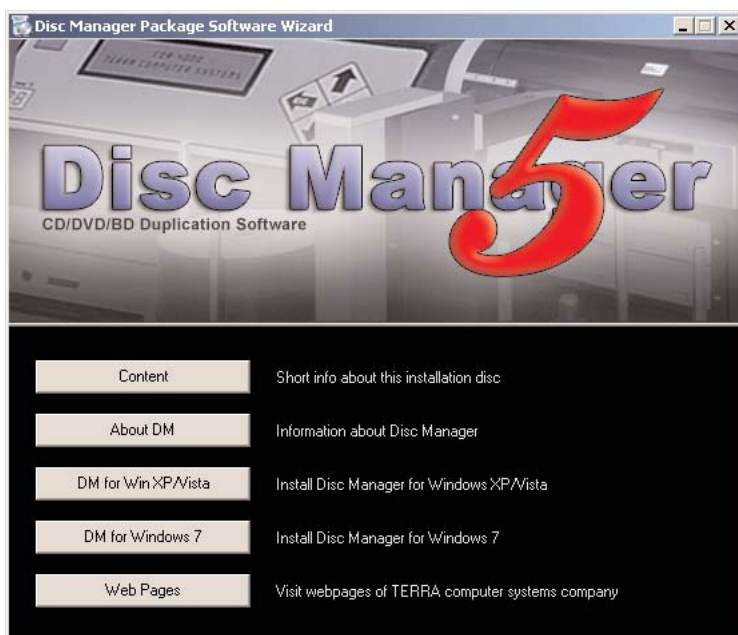 Disc Manager Package Software Wizard
TERRA COMPUTER SYSTEMS
Disc Manager 5
CD/DVD/BD Duplication Software
Content
Short info about this installation disc
About DM
Information about Disc Manager
DM for Win XP/Vista
Install Disc Manager for Windows XP/Vista
DM for Windows 7
Install Disc Manager for Windows 7
Web Pages
Visit webpages of TERRA computer systems company